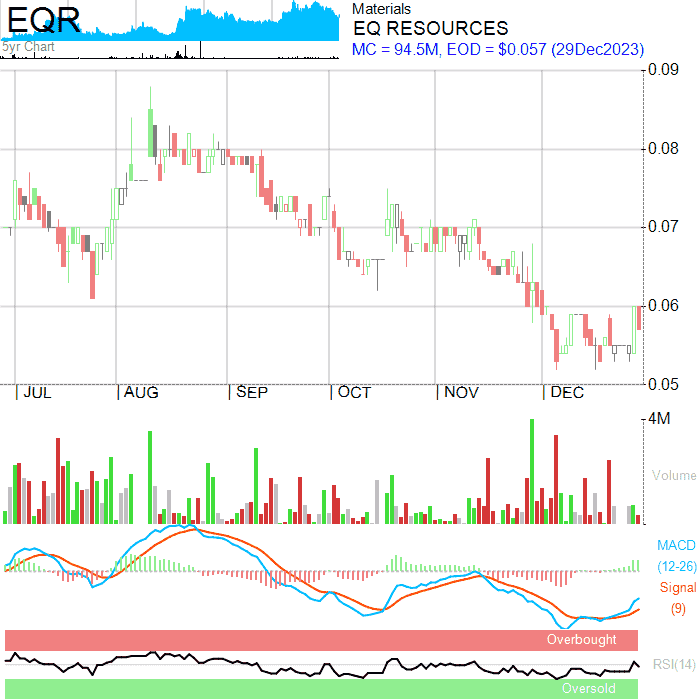 EQR
5yr Chart
Materials
EQ RESOURCES
MC = 94.5M, EOD = $0.057 (29Dec2023)
0.09
0.08
0.07
0.06
0.05
| JUL | AUG | SEP | OCT | NOV | DEC
4M
Volume
MACD
(12-26)
Signal
(9)
Overbought
RSI(14)
Oversold